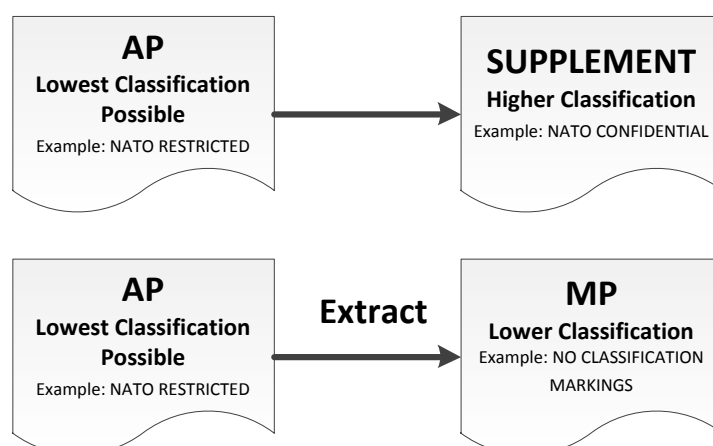 AP
Lowest Classification
Possible
Example: NATO RESTRICTED
SUPPLEMENT
Higher Classification
Example: NATO CONFIDENTIAL
AP
Lowest Classification
Possible
Example: NATO RESTRICTED
Extract
MP
Lower Classification
Example: NO CLASSIFICATION
MARKINGS